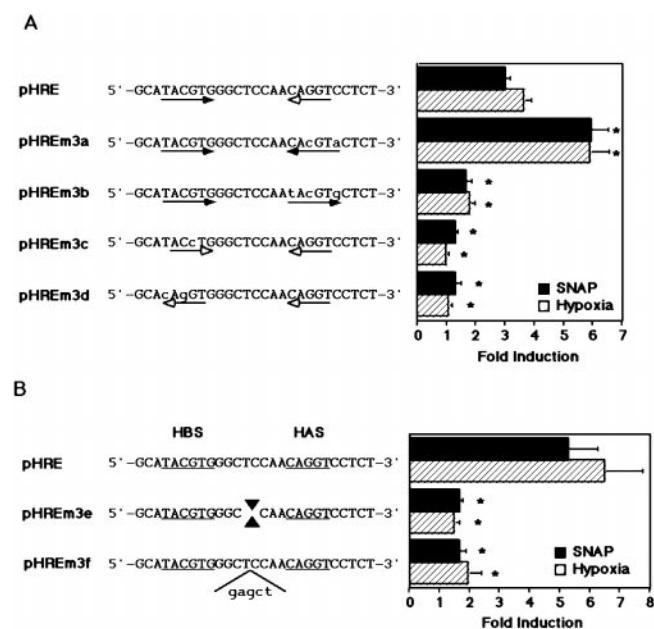 A
pHRE 5'-GCATACGTGGGCTCCAACAGGTCCTCT-3'
pHREm3a 5'-GCATACGTGGGCTCCAACAcGTaCTCT-3'
pHREm3b 5'-GCATACGTGGGCTCCAAtAcGTgCTCT-3'
pHREm3c 5'-GCATACcTGGGCTCCAACAGGTCCTCT-3'
pHREm3d 5'-GCAcAgGTGGGCTCCAACAGGTCCTCT-3'
* 
*
*
*
*
*
*
*
SNAP
Hypoxia
0 1 2 3 4 5 6 7
Fold Induction
B
HBS HAS
pHRE 5'-GCATACGTGGGCTCCAACAGGTCCTCT-3'
pHREm3e 5'-GCATACGTGGGC CAACAGGTCCTCT-3'
pHREm3f 5'-GCATACGTGGGCTCCAACAGGTCCTCT-3'
gagct
*
*
*
*
SNAP
Hypoxia
0 1 2 3 4 5 6 7 8
Fold Induction